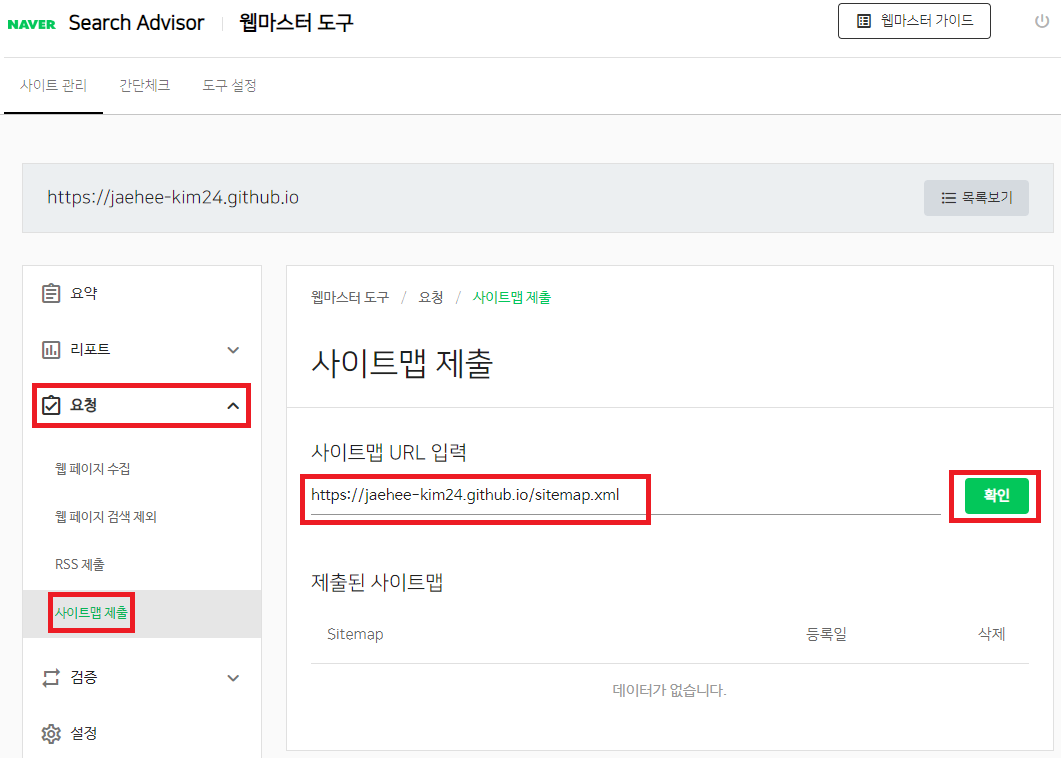 NAVER Search Advisor 웹마스터 도구
웹마스터 가이드
사이트 관리 간단체크 도구 설정
https://jaehee-kim24.github.io
목록보기
요약
리포트
요청
웹 페이지 수집
웹 페이지 검색 제외
RSS 제출
사이트맵 제출
검증
설정
웹마스터 도구 / 요청 / 사이트맵 제출
사이트맵 제출
사이트맵 URL 입력
https://jaehee-kim24.github.io/sitemap.xml
확인
제출된 사이트맵
Sitemap 등록일 삭제
데이터가 없습니다.